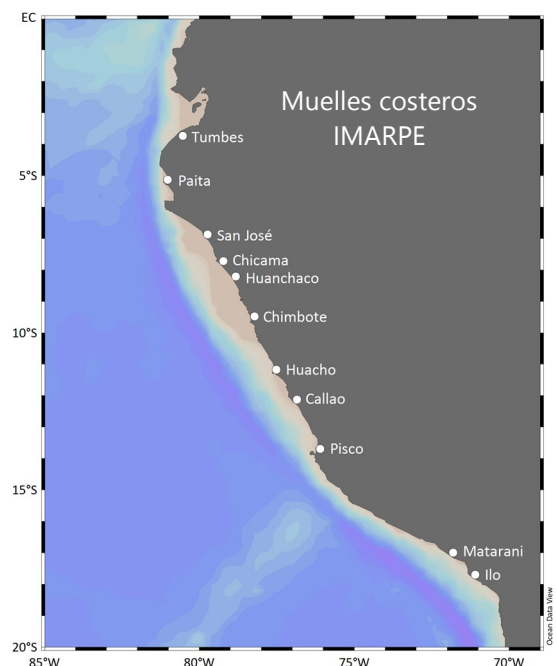 EC
Muelles costeros
IMARPE
Tumbes
5°S
Paita
San José
Chicama
Huanchaco
Chimbote
10°S
Huacho
Callao
Pisco
15°S
Matarani
Ilo
20°S
85°W
80°W
75°W
70°W
Ocean Data View